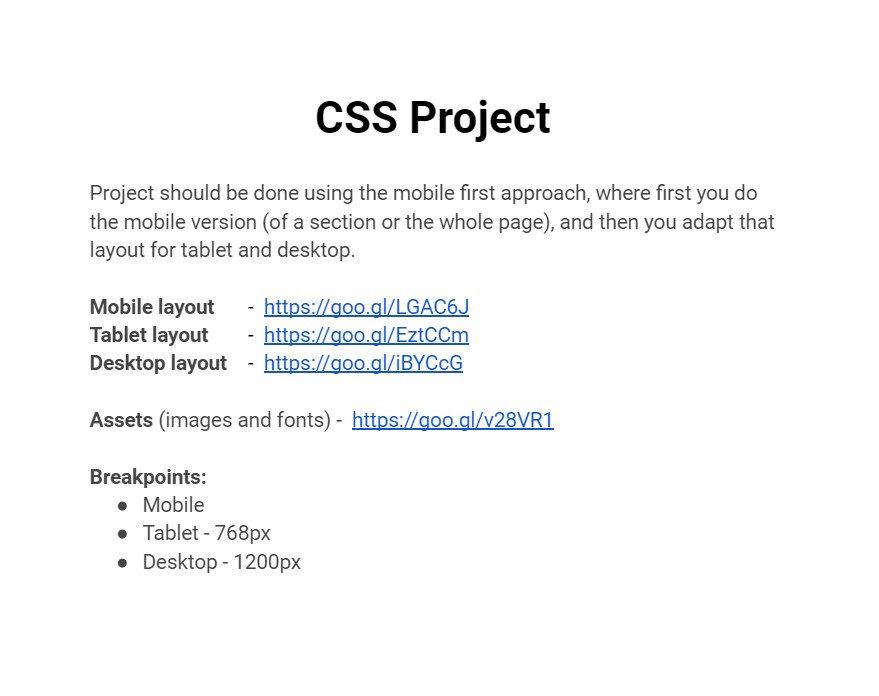 CSS Project
Project should be done using the mobile first approach, where first you do
the mobile version (of a section or the whole page), and then you adapt that
layout for tablet and desktop.
Mobile layout - https://goo.gl/LGAC6J
Tablet layout - https://goo.gl/EztCCm
Desktop layout - https://goo.gl/iBYCcG
Assets (images and fonts) - https://goo.gl/v28VR1
Breakpoints:
● Mobile
● Tablet - 768px
● Desktop - 1200px